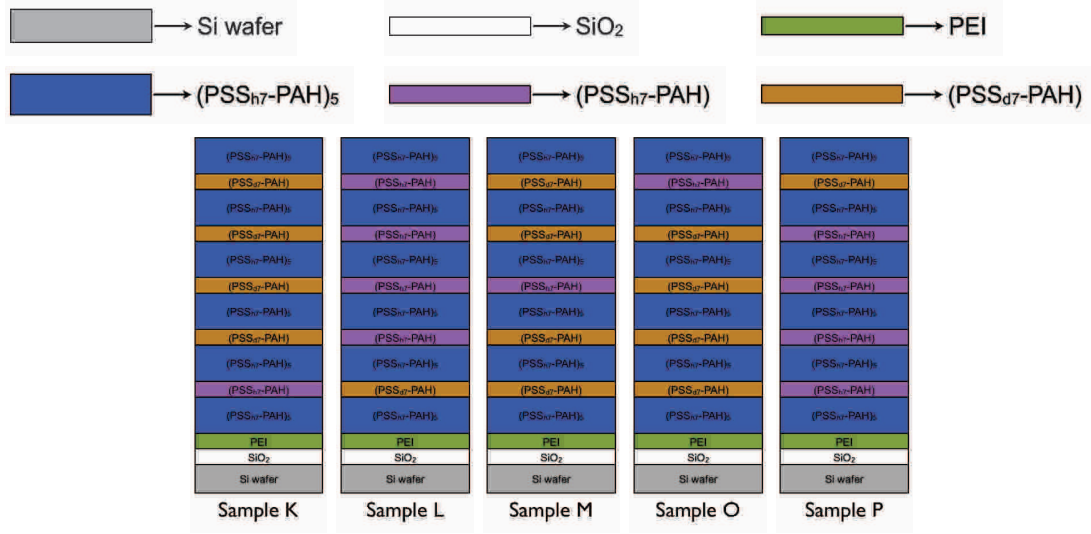 Si wafer SiO₂ PEI
(PSSh7-PAH)₅ (PSSh7-PAH) (PSSd7-PAH)
(PSSh7-PAH)₅ (PSSh7-PAH)₅ (PSSh7-PAH)₅ (PSSh7-PAH)₅ (PSSh7-PAH)₅
(PSSd7-PAH) (PSSh7-PAH) (PSSd7-PAH) (PSSh7-PAH) (PSSd7-PAH)
(PSSh7-PAH)₅ (PSSh7-PAH)₅ (PSSh7-PAH)₅ (PSSh7-PAH)₅ (PSSh7-PAH)₅
(PSSd7-PAH) (PSSh7-PAH) (PSSd7-PAH) (PSSd7-PAH) (PSSh7-PAH)
(PSSh7-PAH)₅ (PSSh7-PAH)₅ (PSSh7-PAH)₅ (PSSh7-PAH)₅ (PSSh7-PAH)₅
(PSSd7-PAH) (PSSh7-PAH) (PSSh7-PAH) (PSSd7-PAH) (PSSh7-PAH)
(PSSh7-PAH)₅ (PSSh7-PAH)₅ (PSSh7-PAH)₅ (PSSh7-PAH)₅ (PSSh7-PAH)₅
(PSSd7-PAH) (PSSh7-PAH) (PSSd7-PAH) (PSSd7-PAH) (PSSh7-PAH)
(PSSh7-PAH)₅ (PSSh7-PAH)₅ (PSSh7-PAH)₅ (PSSh7-PAH)₅ (PSSh7-PAH)₅
(PSSh7-PAH) (PSSd7-PAH) (PSSd7-PAH) (PSSd7-PAH) (PSSh7-PAH)
(PSSh7-PAH)₅ (PSSh7-PAH)₅ (PSSh7-PAH)₅ (PSSh7-PAH)₅ (PSSh7-PAH)₅
PEI PEI PEI PEI PEI
SiO₂ SiO₂ SiO₂ SiO₂ SiO₂
Si wafer Si wafer Si wafer Si wafer Si wafer
Sample K Sample L Sample M Sample O Sample P